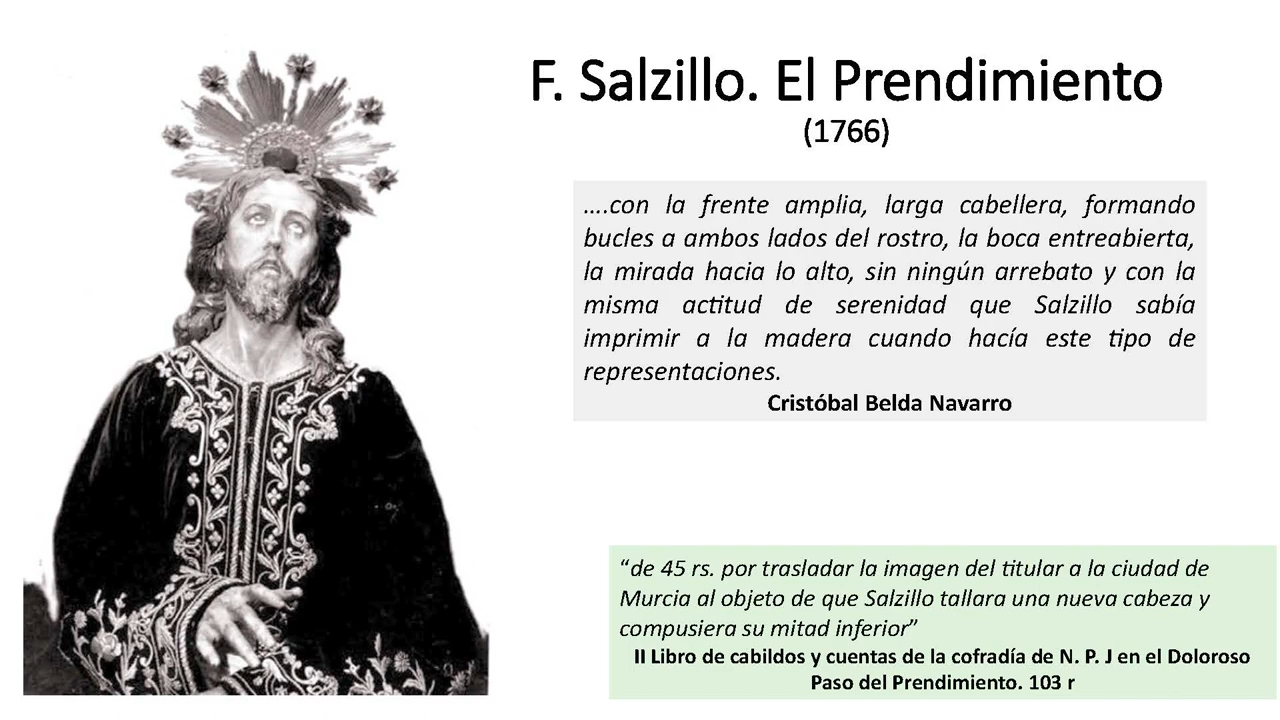 F. Salzillo. El Prendimiento
(1766)
….con la frente amplia, larga cabellera, formando
bucles a ambos lados del rostro, la boca entreabierta,
la mirada hacia lo alto, sin ningún arrebato y con la
misma actitud de serenidad que Salzillo sabía
imprimir a la madera cuando hacía este tipo de
representaciones.
Cristóbal Belda Navarro
“de 45 rs. por trasladar la imagen del titular a la ciudad de
Murcia al objeto de que Salzillo tallara una nueva cabeza y
compusiera su mitad inferior”
II Libro de cabildos y cuentas de la cofradía de N. P. J en el Doloroso
Paso del Prendimiento. 103 r